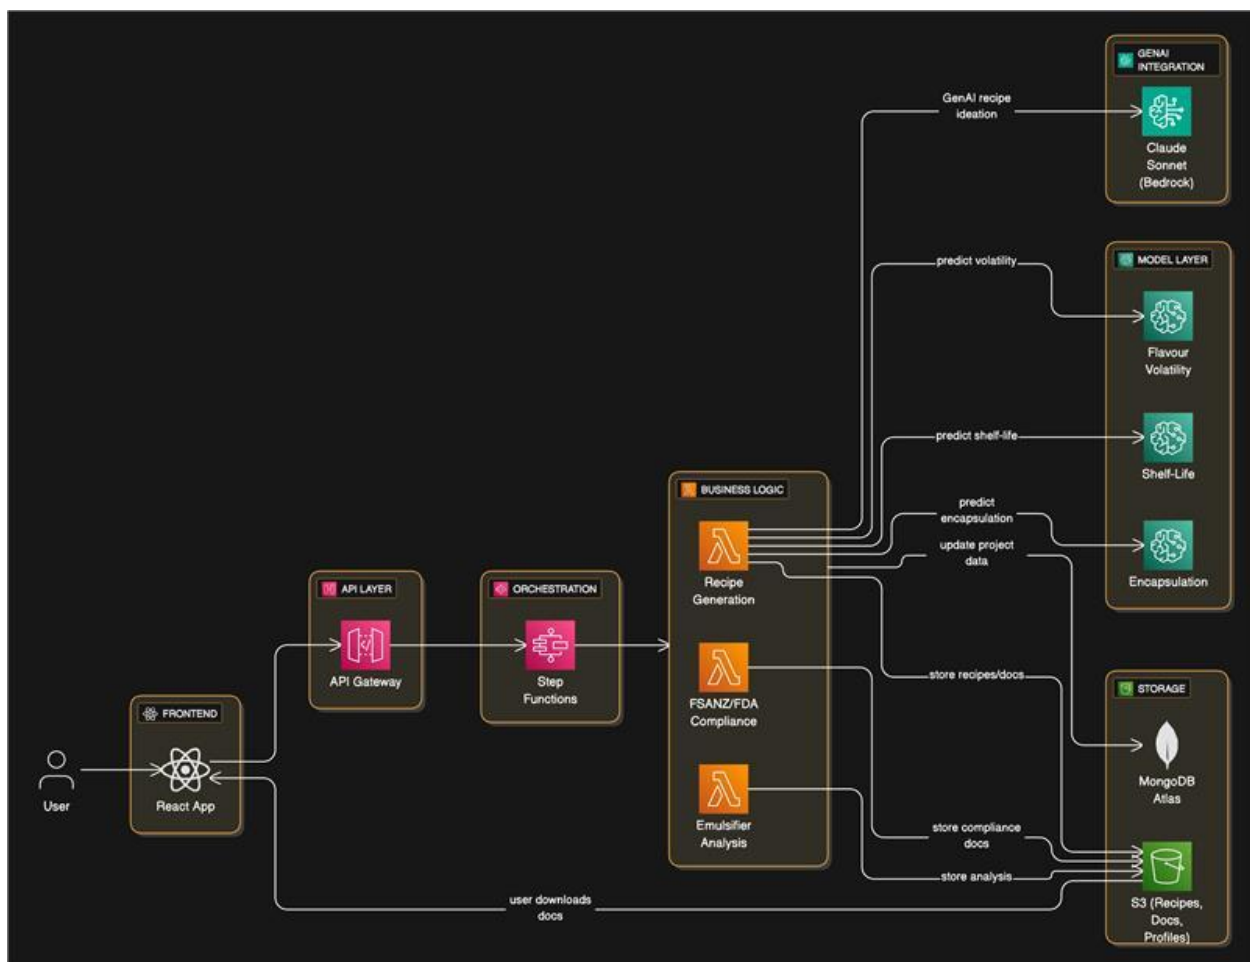 GENAI
INTEGRATION
GenAI recipe
ideation
Claude
Sonnet
(Bedrock)
predict volatility
MODEL LAYER
Flavour
Volatility
predict shelf-life
Shelf-Life
BUSINESS LOGIC
predict
encapsulation
update project
data
Recipe
Generation
Encapsulation
API LAYER
API Gateway
ORCHESTRATION
Step
Functions
FSANZ/FDA
Compliance
store recipes/docs
STORAGE
MongoDB
Atlas
FRONTEND
User
React App
Emulsifier
Analysis
store compliance
docs
store analysis
user downloads
docs
S3 (Recipes,
Docs,
Profiles)